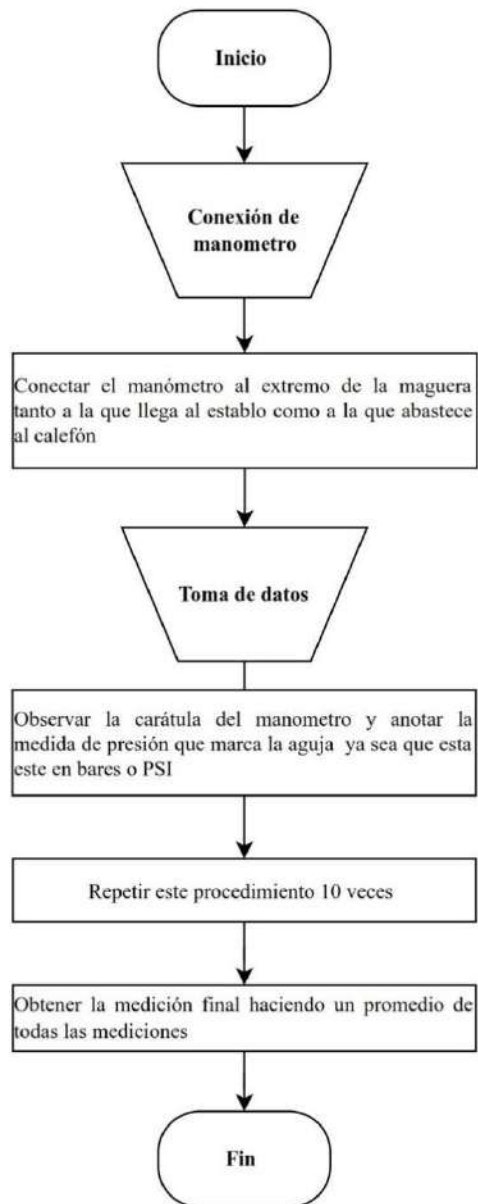 Inicio
Conexión de
manometro
Conectar el manómetro al extremo de la maguera
tanto a la que llega al establo como a la que abastece
al calefón
Toma de datos
Observar la carátula del manometro y anotar la
medida de presión que marca la aguja ya sea que esta
este en bares o PSI
Repetir este procedimiento 10 veces
Obtener la medición final haciendo un promedio de
todas las mediciones
Fin